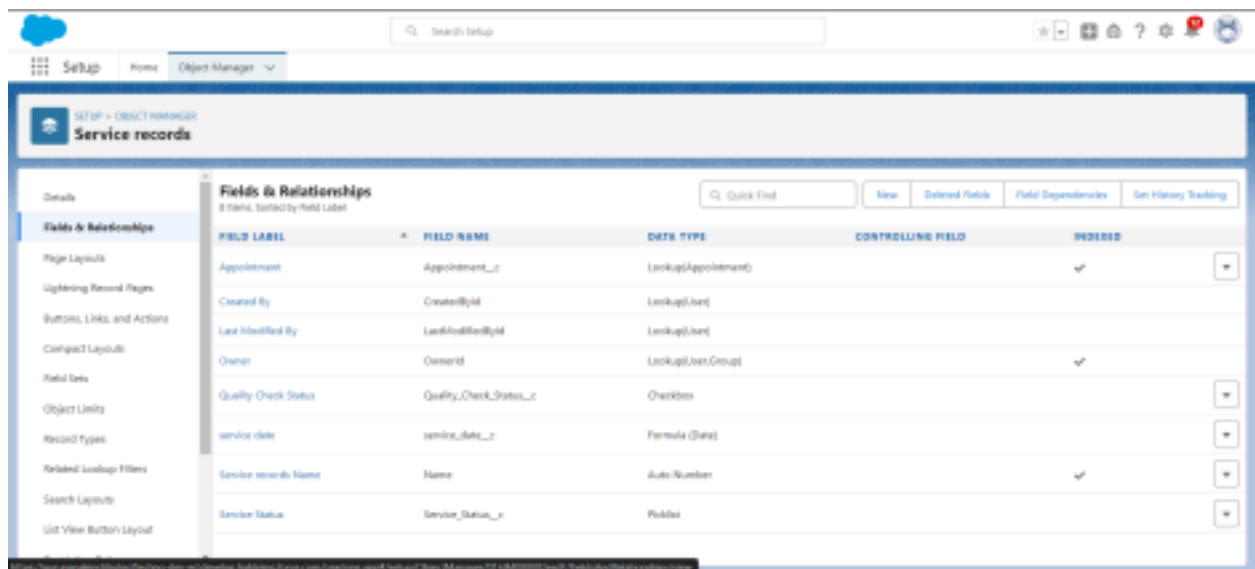 Search Setup
Setup
Home
Object Manager
SETUP > OBJECT MANAGER
Service records
Details
Fields & Relationships
Page Layouts
Lightning Record Pages
Buttons, Links, and Actions
Compact Layouts
Field Sets
Object Limits
Record Types
Related Lookup Filters
Search Layouts
List View Button Layout
Fields & Relationships
8 Items, Sorted by Field Label
Quick Find
New
Deleted Fields
Field Dependencies
Set History Tracking
FIELD LABEL FIELD NAME DATA TYPE CONTROLLING FIELD INDEXED
Appointment Appointment__c Lookup(Appointment)
Created By CreatedById Lookup(User)
Last Modified By LastModifiedById Lookup(User)
Owner OwnerId Lookup(User,Group)
Quality Check Status Quality_Check_Status__c Checkbox
service date service_date__c Formula (Date)
Service records Name Name Auto Number
Service Status Service_Status__c Picklist